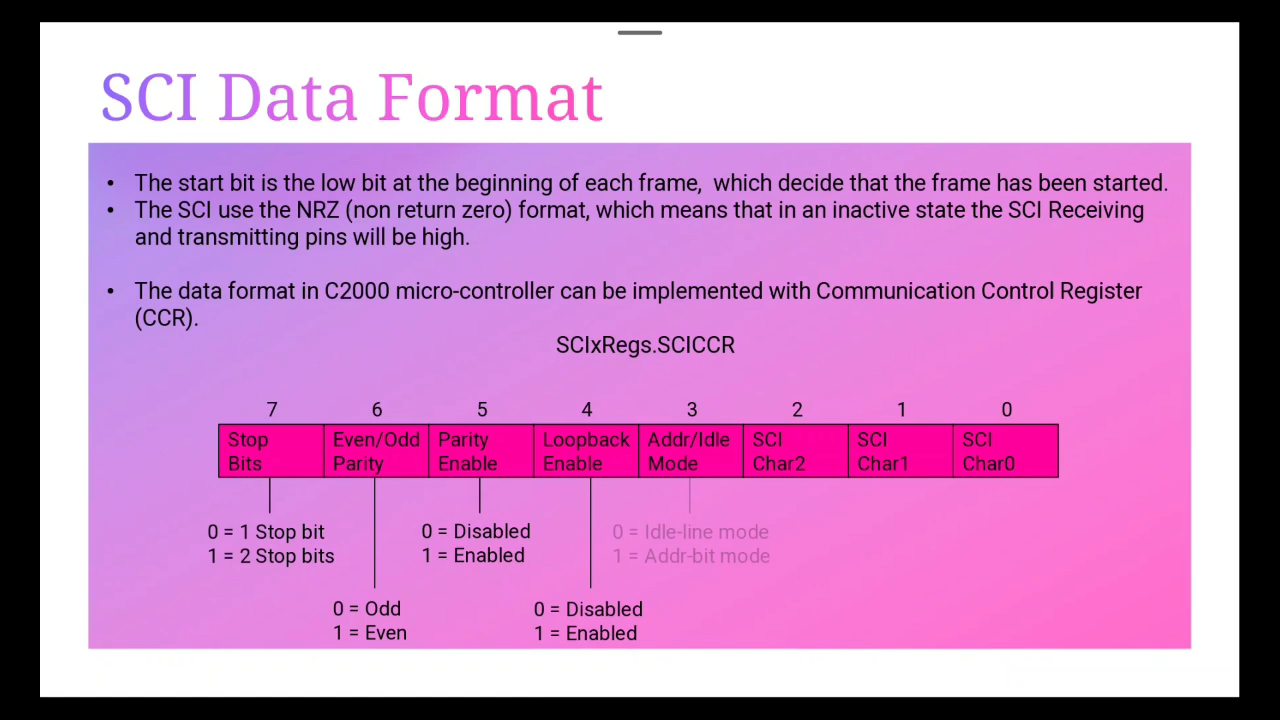 SCI Data Format
• The start bit is the low bit at the beginning of each frame,  which decide that the frame has been started.
• The SCI use the NRZ (non return zero) format, which means that in an inactive state the SCI Receiving
and transmitting pins will be high.
• The data format in C2000 micro-controller can be implemented with Communication Control Register
(CCR).
SCIxRegs.SCICCR
7 6 5 4 3 2 1 0
Stop Even/Odd Parity Loopback Addr/Idle SCI SCI SCI
Bits Parity Enable Enable Mode Char2 Char1 Char0
0 = 1 Stop bit 0 = Disabled 0 = Idle-line mode
1 = 2 Stop bits 1 = Enabled 1 = Addr-bit mode
0 = Odd 0 = Disabled
1 = Even 1 = Enabled